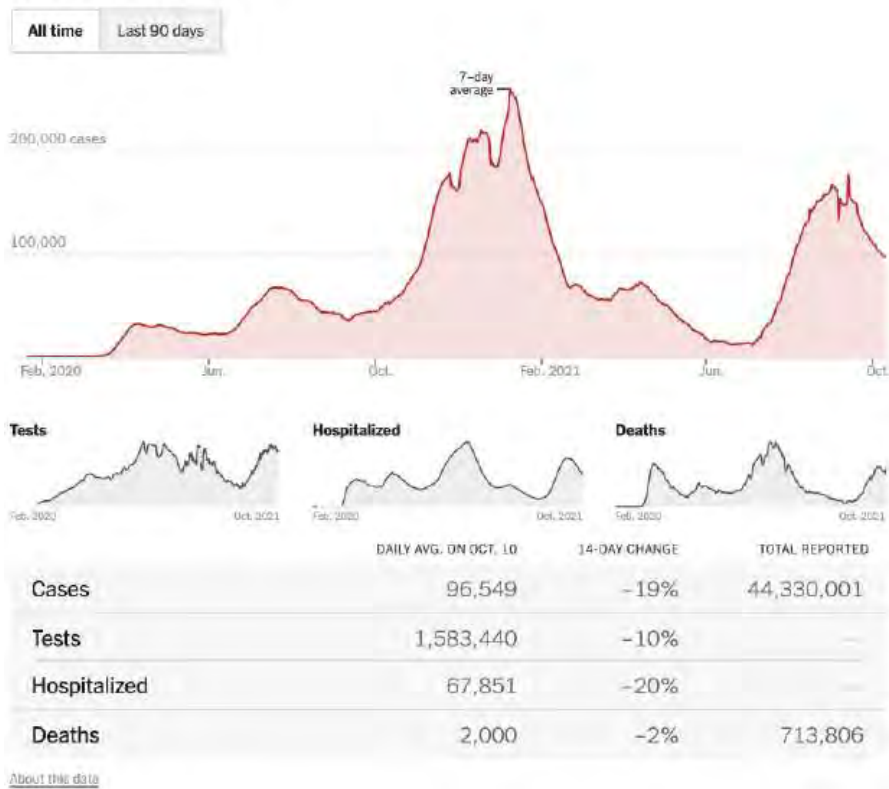 All time Last 90 days
7–day
average
200,000 cases
100,000
Feb. 2020 Jun. Oct. Feb. 2021 Jun. Oct.
Tests Hospitalized Deaths
Feb. 2020 Oct. 2021 Feb. 2020 Oct. 2021 Feb. 2020 Oct. 2021
DAILY AVG. ON OCT. 10 14-DAY CHANGE TOTAL REPORTED
Cases 96,549 –19% 44,330,001
Tests 1,583,440 –10% —
Hospitalized 67,851 –20% —
Deaths 2,000 –2% 713,806
About this data